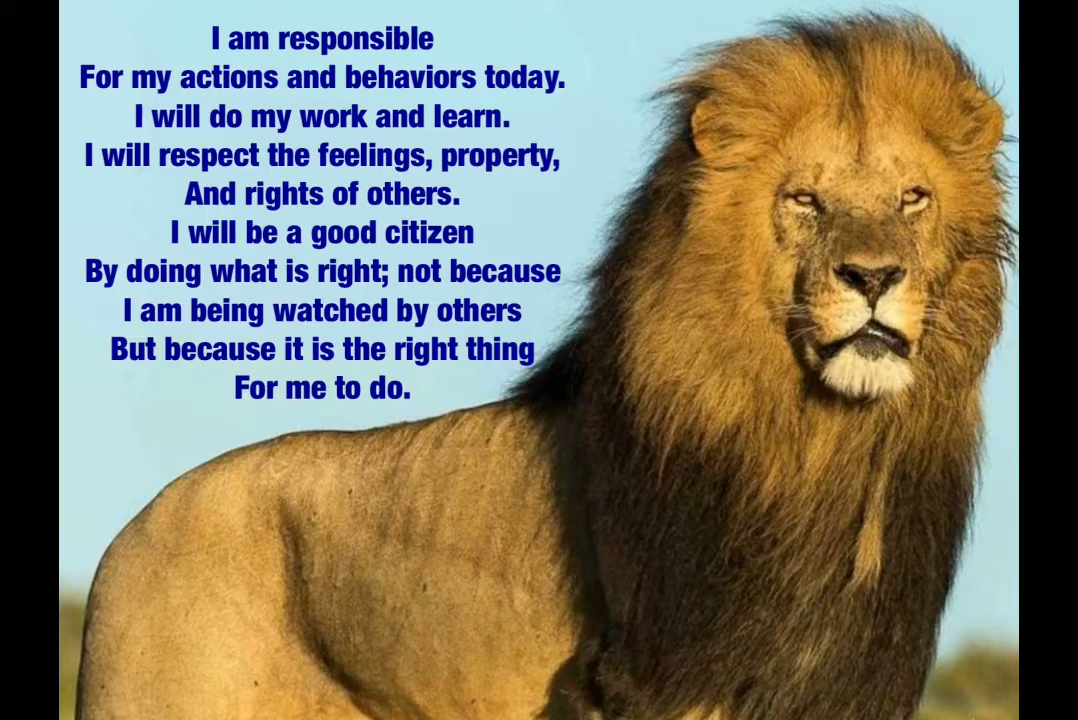 I am responsible
For my actions and behaviors today.
I will do my work and learn.
I will respect the feelings, property,
And rights of others.
I will be a good citizen
By doing what is right; not because
I am being watched by others
But because it is the right thing
For me to do.